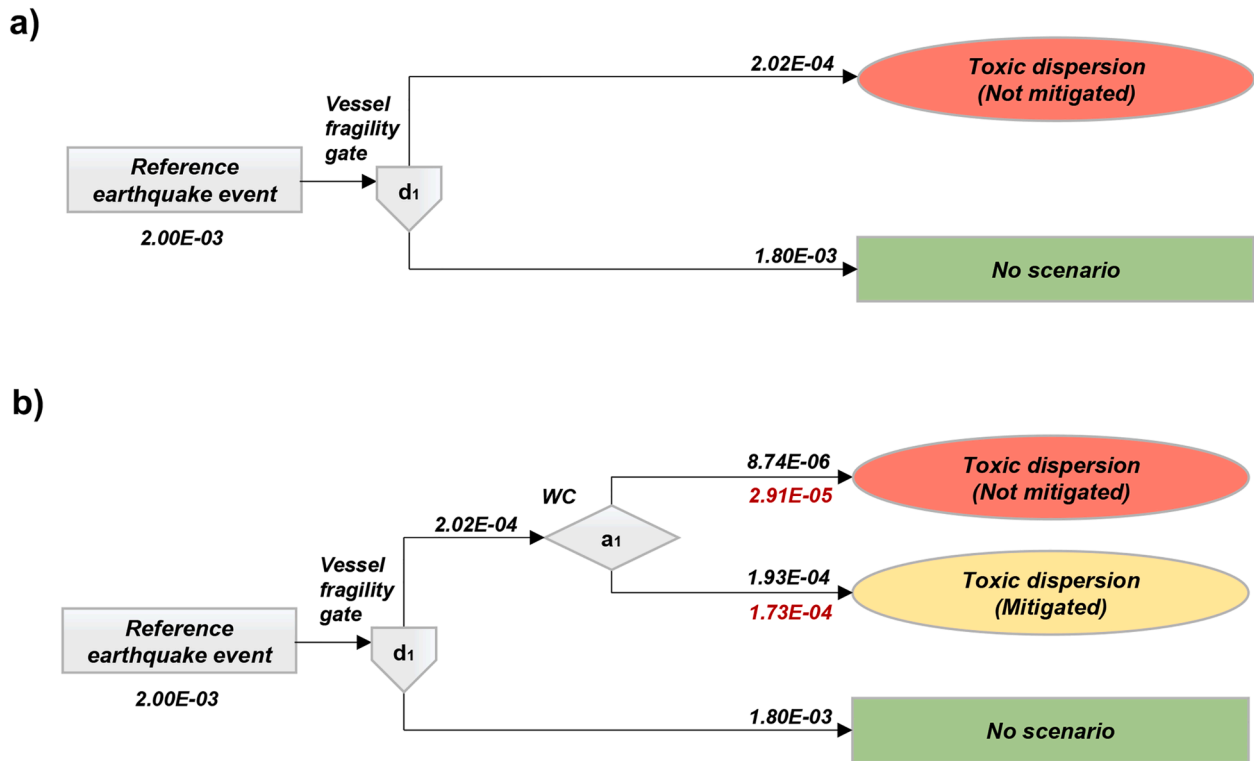 a)
2.02E-04
Toxic dispersion
(Not mitigated)
Vessel
fragility
gate
Reference
earthquake event
d1
2.00E-03
1.80E-03
No scenario
b)
8.74E-06
2.91E-05
Toxic dispersion
(Not mitigated)
WC
2.02E-04
a1
Vessel
fragility
gate
1.93E-04
1.73E-04
Toxic dispersion
(Mitigated)
Reference
earthquake event
d1
2.00E-03
1.80E-03
No scenario